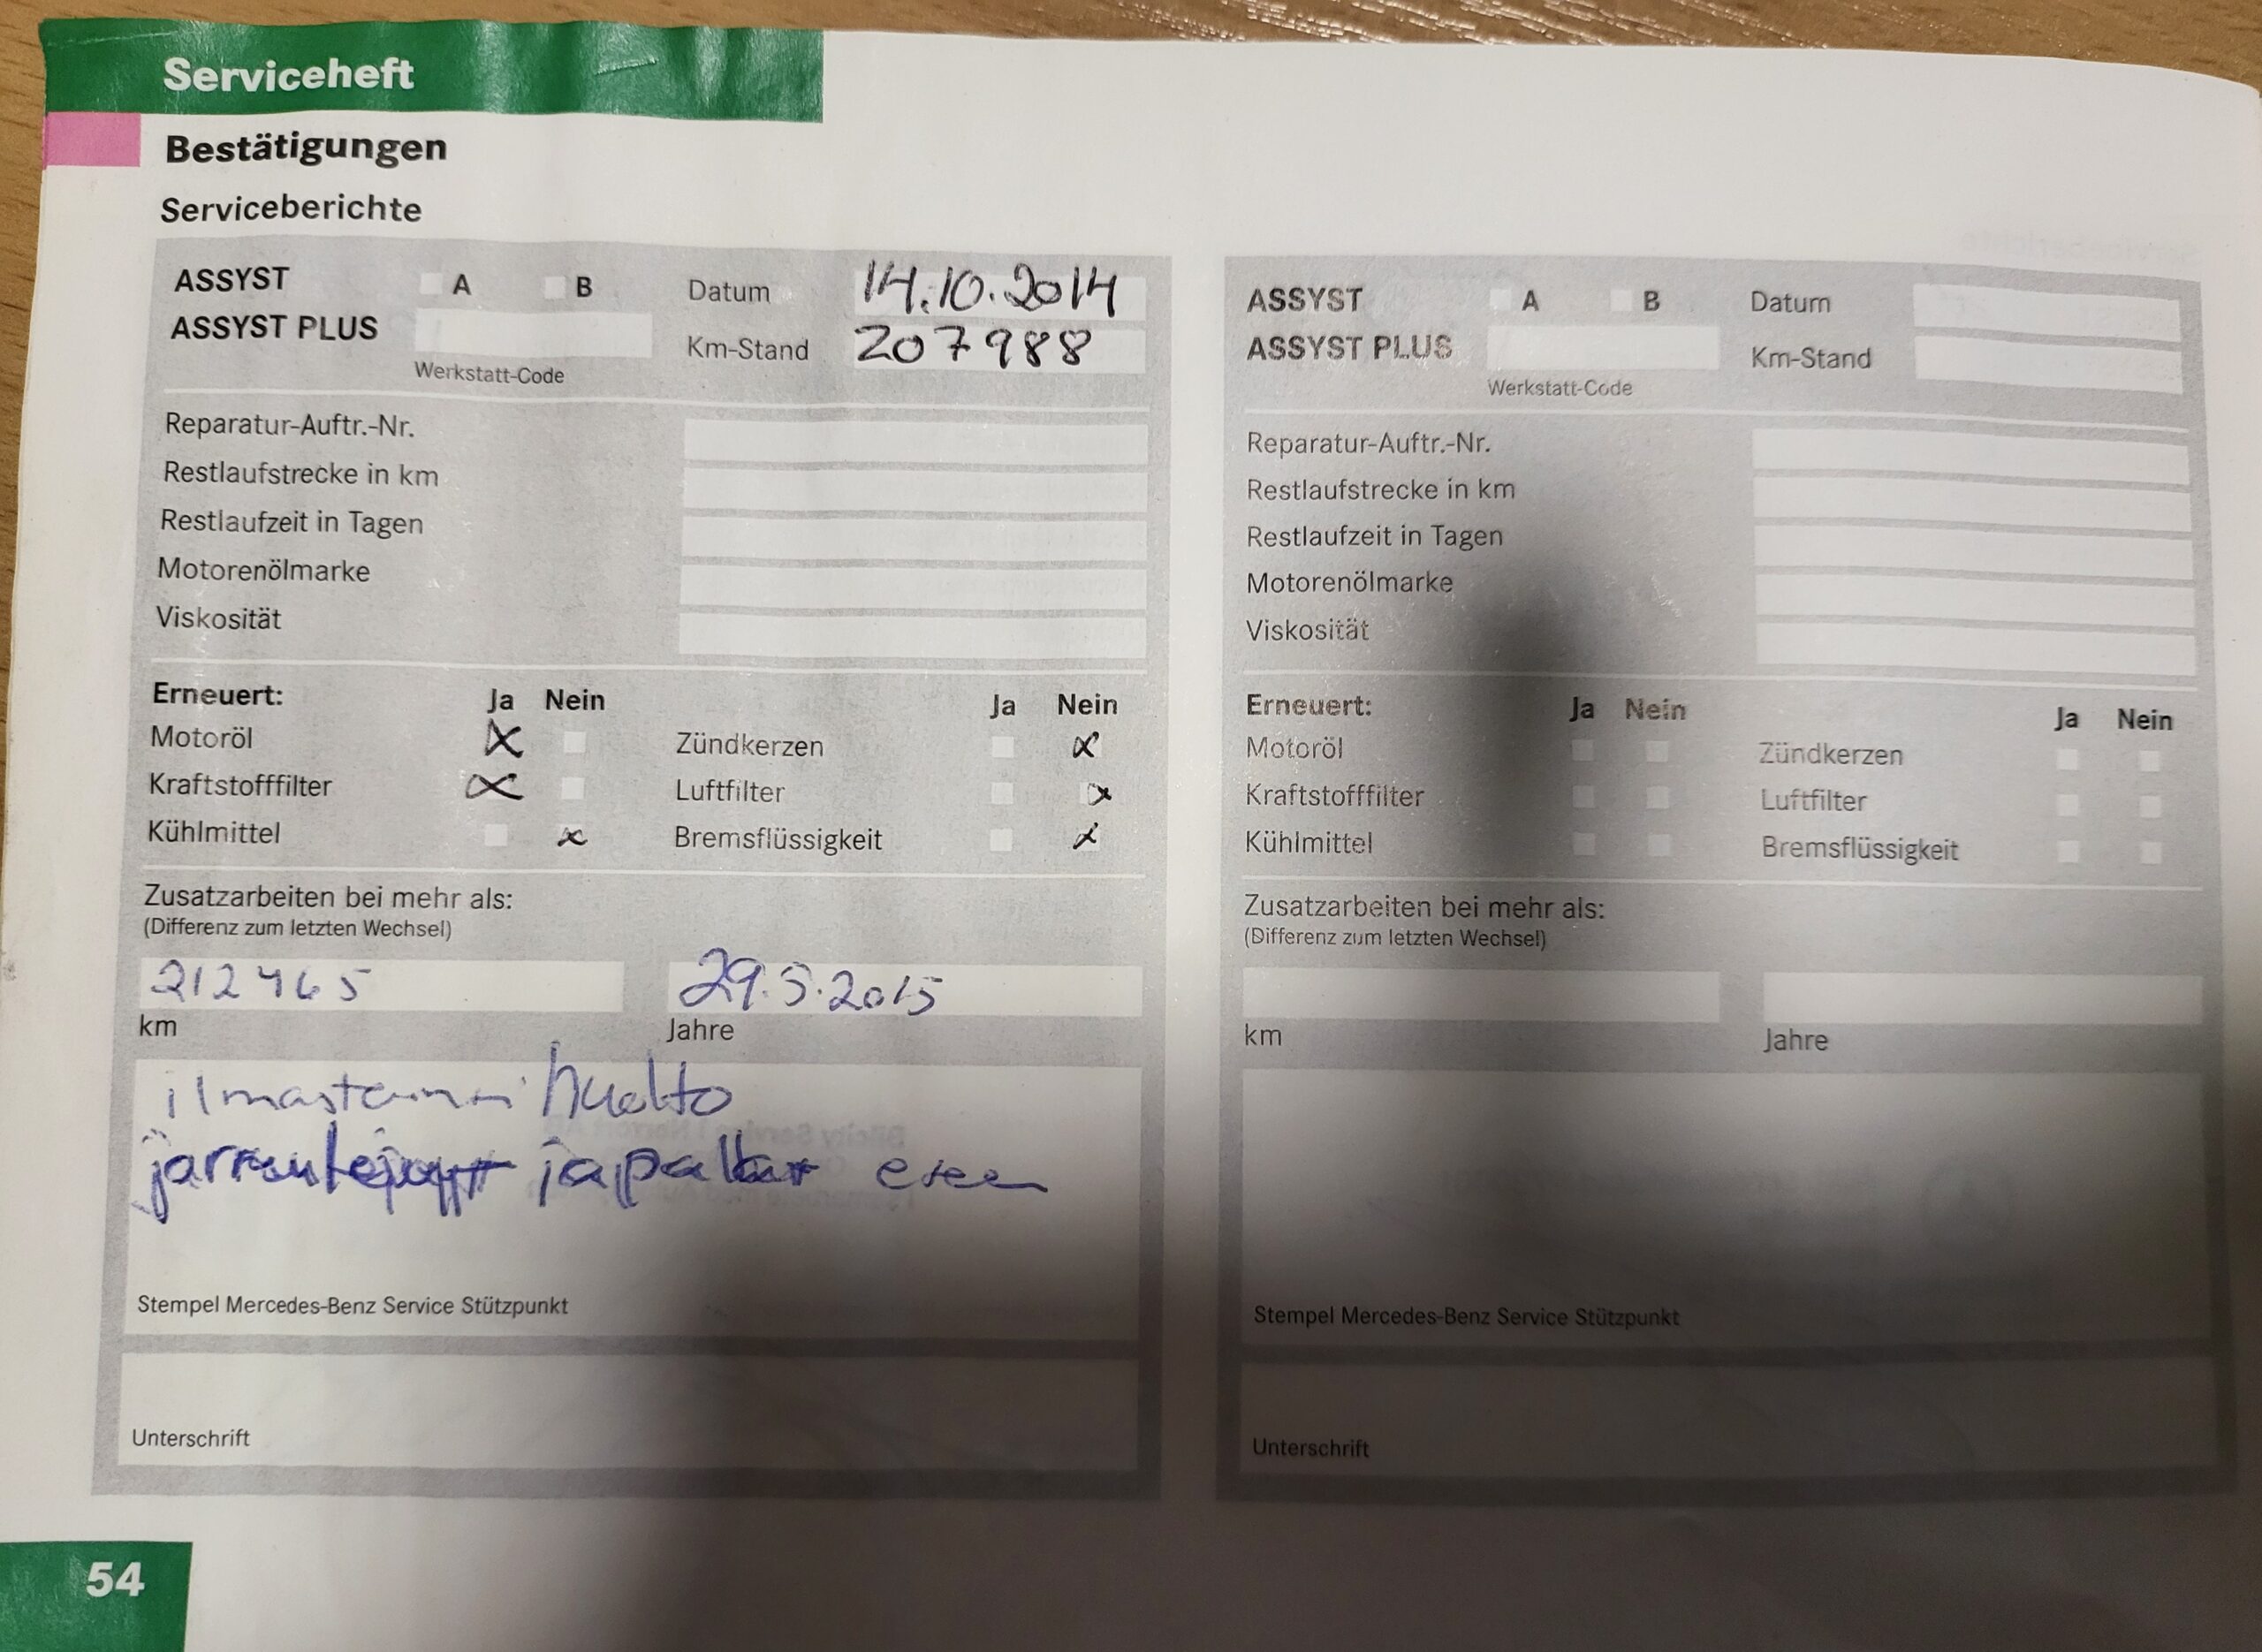 Serviceheft
Bestätigungen
Serviceberichte
ASSYST A B Datum 14.10.2014
ASSYST PLUS Km-Stand 207988
Werkstatt-Code
Reparatur-Auftr.-Nr.
Restlaufstrecke in km
Restlaufzeit in Tagen
Motorenölmarke
Viskosität
Erneuert: Ja Nein Ja Nein
Motoröl Zündkerzen
Kraftstofffilter Luftfilter
Kühlmittel Bremsflüssigkeit
Zusatzarbeiten bei mehr als:
(Differenz zum letzten Wechsel)
212465 29.5.2015
km Jahre
huolto
Stempel Mercedes-Benz Service Stützpunkt
Unterschrift
ASSYST A B Datum
ASSYST PLUS Km-Stand
Werkstatt-Code
Reparatur-Auftr.-Nr.
Restlaufstrecke in km
Restlaufzeit in Tagen
Motorenölmarke
Viskosität
Erneuert: Ja Nein Ja Nein
Motoröl Zündkerzen
Kraftstofffilter Luftfilter
Kühlmittel Bremsflüssigkeit
Zusatzarbeiten bei mehr als:
(Differenz zum letzten Wechsel)
km Jahre
Stempel Mercedes-Benz Service Stützpunkt
Unterschrift
54